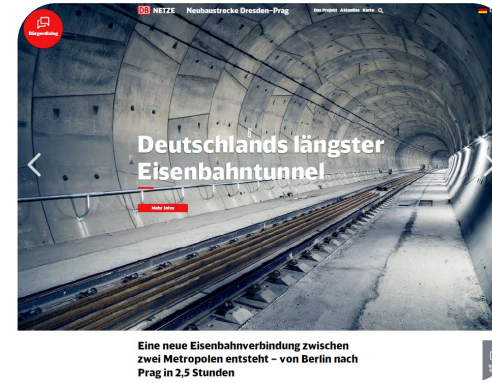 Bürgerdialog
DB NETZE Neubaustrecke Dresden–Prag Das Projekt Aktuelles Karte
Deutschlands längster
Eisenbahntunnel
Mehr Infos
Eine neue Eisenbahnverbindung zwischen
zwei Metropolen entsteht – von Berlin nach
Prag in 2,5 Stunden